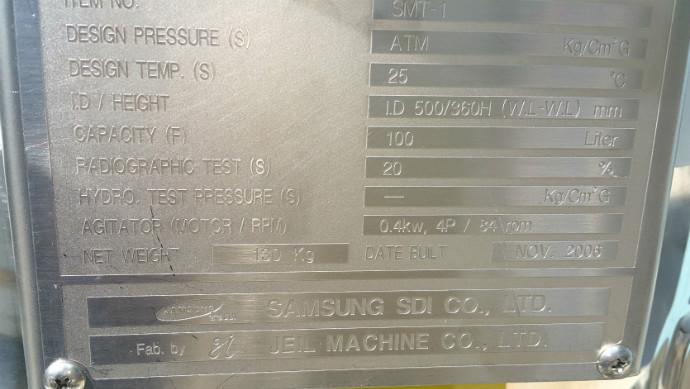 ITEM NO. SMT-1
DESIGN PRESSURE (S) ATM Kg/Cm²G
DESIGN TEMP. (S) 25 °C
I.D / HEIGHT I.D 500/360H (W.L-W.L) mm
CAPACITY (F) 100 Liter
RADIOGRAPHIC TEST (S) 20 %
HYDRO. TEST PRESSURE (S) — Kg/Cm²G
AGITATOR (MOTOR / RPM) 0.4kw, 4P / 84rpm
NET WEIGHT 130 Kg DATE BUILT NOV. 2006
SAMSUNG SDI CO., LTD.
Fab. by JEIL MACHINE CO., LTD.